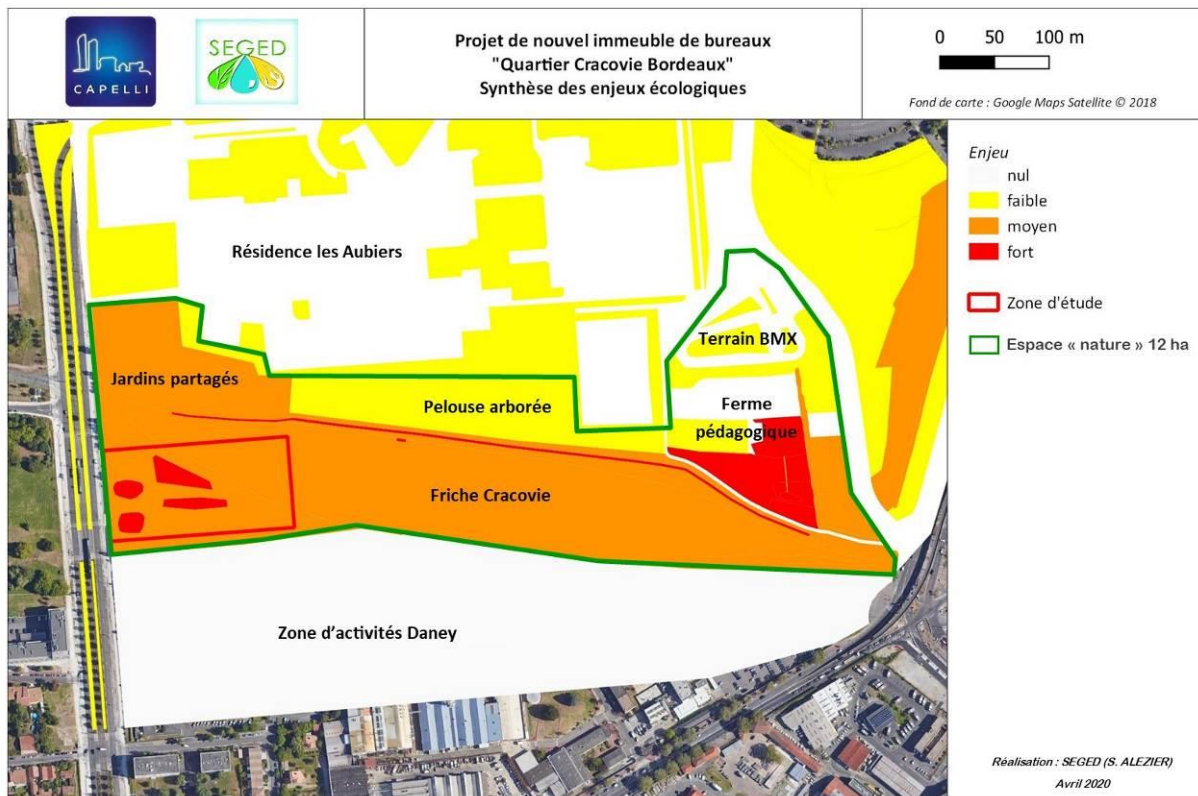 CAPELLI
SEGED
Projet de nouvel immeuble de bureaux
"Quartier Cracovie Bordeaux"
Synthèse des enjeux écologiques
0 50 100 m
Fond de carte : Google Maps Satellite © 2018
Enjeu
nul
faible
moyen
fort
Zone d'étude
Espace « nature » 12 ha
Résidence les Aubiers
Terrain BMX
Jardins partagés
Pelouse arborée
Ferme
pédagogique
Friche Cracovie
Zone d'activités Daney
Réalisation : SEGED (S. ALEZIER)
Avril 2020